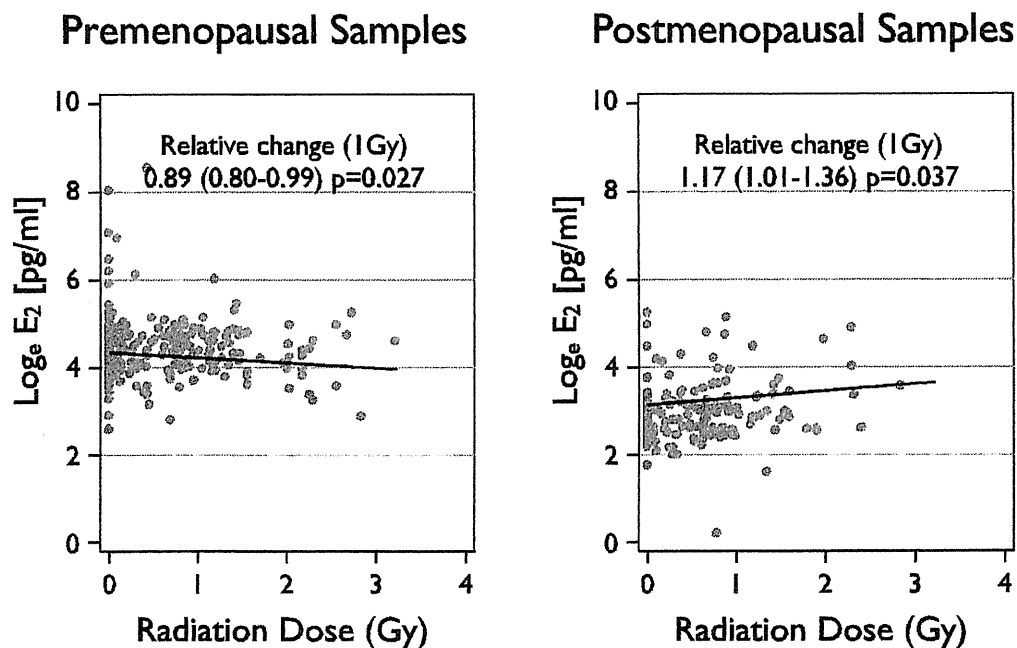 Premenopausal Samples
Relative change (1Gy)
0.89 (0.80-0.99) p=0.027
10
8
6
4
2
0
Logₑ E₂ [pg/ml]
0 1 2 3 4
Radiation Dose (Gy)
Postmenopausal Samples
Relative change (1Gy)
1.17 (1.01-1.36) p=0.037
10
8
6
4
2
0
Logₑ E₂ [pg/ml]
0 1 2 3 4
Radiation Dose (Gy)